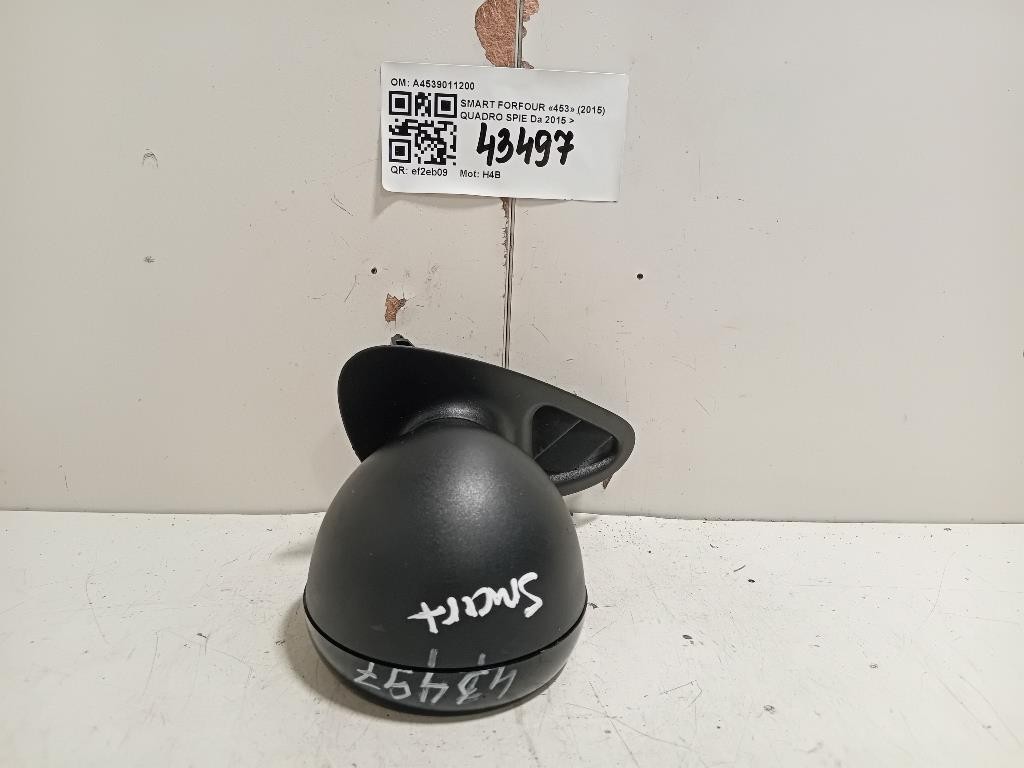 OM: A4539011200
SMART FORFOUR «453» (2015)
QUADRO SPIE Da 2015 >
43497
QR: ef2eb09 Mot: H4B
Smart
43497